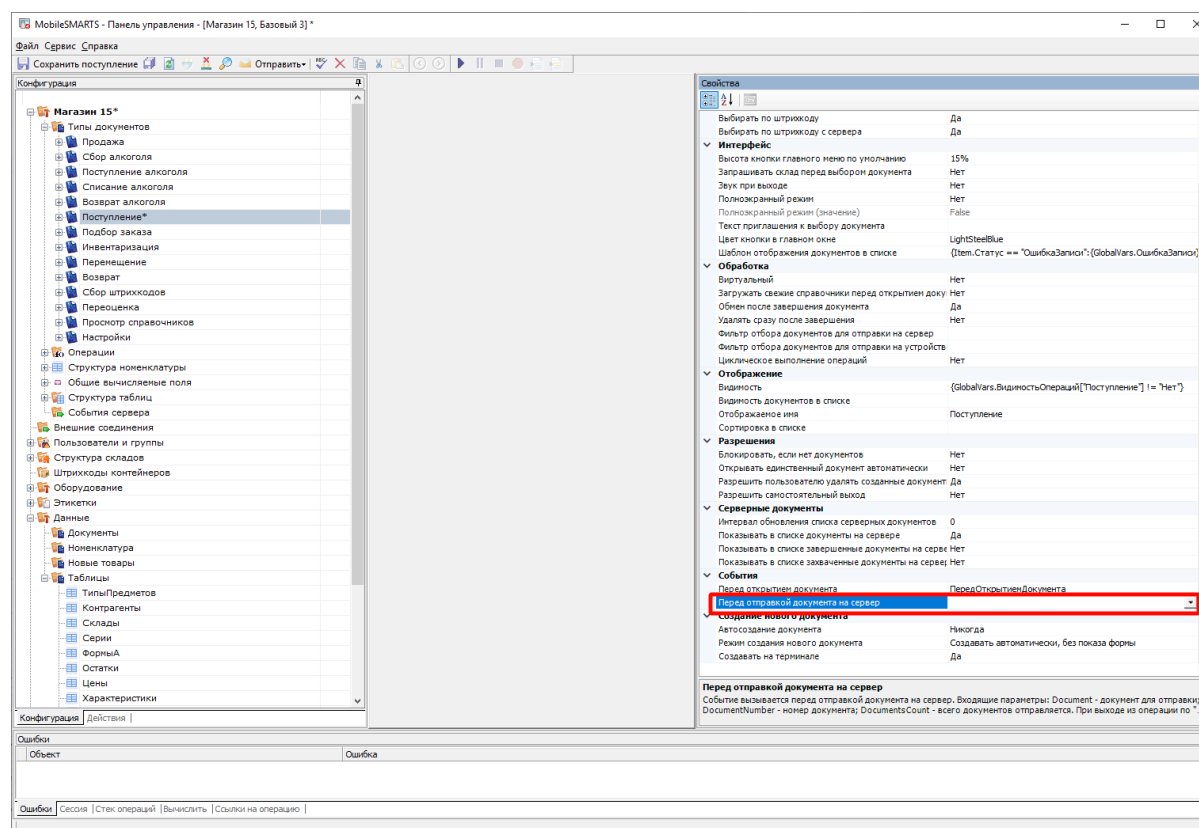 MobileSMARTS - Панель управления - [Магазин 15, Базовый 3] *
Файл Сервис Справка
Сохранить поступление Отправить
Конфигурация
Магазин 15*
Типы документов
Продажа
Сбор алкоголя
Поступление алкоголя
Списание алкоголя
Возврат алкоголя
Поступление*
Подбор заказа
Инвентаризация
Перемещение
Возврат
Сбор штрихкодов
Переоценка
Просмотр справочников
Настройки
Операции
Структура номенклатуры
Общие вычисляемые поля
Структура таблиц
События сервера
Внешние соединения
Пользователи и группы
Структура складов
Штрихкоды контейнеров
Оборудование
Этикетки
Данные
Документы
Номенклатура
Новые товары
Таблицы
ТипыПредметов
Контрагенты
Склады
Серии
ФормыА
Остатки
Цены
Характеристики
Конфигурация Действия
Свойства
Выбирать по штрихкоду Да
Выбирать по штрихкоду с сервера Да
Интерфейс
Высота кнопки главного меню по умолчанию 15%
Запрашивать склад перед выбором документа Нет
Звук при выходе Нет
Полноэкранный режим Нет
Полноэкранный режим (значение) False
Текст приглашения к выбору документа
Цвет кнопки в главном окне LightSteelBlue
Шаблон отображения документов в списке {Item.Статус == "ОшибкаЗаписи":{GlobalVars.ОшибкаЗаписи}
Обработка
Виртуальный Нет
Загружать свежие справочники перед открытием доку Нет
Обмен после завершения документа Да
Удалять сразу после завершения Нет
Фильтр отбора документов для отправки на сервер
Фильтр отбора документов для отправки на устройств
Циклическое выполнение операций Нет
Отображение
Видимость {GlobalVars.ВидимостьОпераций["Поступление"] != "Нет"}
Видимость документов в списке
Отображаемое имя Поступление
Сортировка в списке
Разрешения
Блокировать, если нет документов Нет
Открывать единственный документ автоматически Нет
Разрешить пользователю удалять созданные документ Да
Разрешить самостоятельный выход Нет
Серверные документы
Интервал обновления списка серверных документов 0
Показывать в списке документы на сервере Да
Показывать в списке завершенные документы на серве Нет
Показывать в списке захваченные документы на сервер Нет
События
Перед открытием документа ПередОткрытиемДокумента
Перед отправкой документа на сервер
Создание нового документа
Автосоздание документа Никогда
Режим создания нового документа Создавать автоматически, без показа формы
Создавать на терминале Да
Перед отправкой документа на сервер
Событие вызывается перед отправкой документа на сервер. Входящие параметры: Document - документ для отправки;
DocumentNumber - номер документа; DocumentsCount - всего документов отправляется. При выходе из операции по "...
Ошибки
Объект Ошибка
Ошибки Сессия Стек операций Вычислить Ссылки на операцию